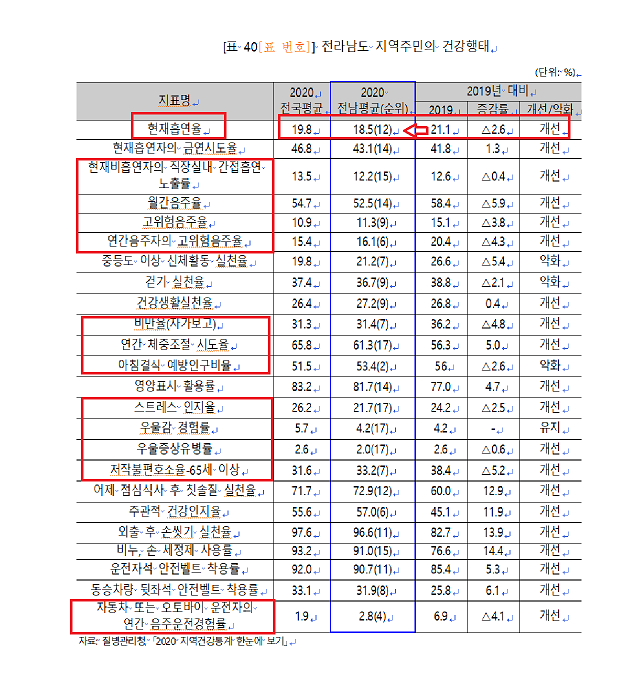 [표 40[표 번호]] 전라남도 지역주민의 건강행태
(단위: %)
지표명 2020 전국평균 2020 전남평균(순위) 2019년 대비
2019 증감률 개선/악화
현재흡연율 19.8 18.5(12) 21.1 △2.6 개선
현재흡연자의 금연시도율 46.8 43.1(14) 41.8 1.3 개선
현재비흡연자의 직장실내 간접흡연 노출률 13.5 12.2(15) 12.6 △0.4 개선
월간음주율 54.7 52.5(14) 58.4 △5.9 개선
고위험음주율 10.9 11.3(9) 15.1 △3.8 개선
연간음주자의 고위험음주율 15.4 16.1(6) 20.4 △4.3 개선
중등도 이상 신체활동 실천율 19.8 21.2(7) 26.6 △5.4 악화
걷기 실천율 37.4 36.7(9) 38.8 △2.1 악화
건강생활실천율 26.4 27.2(9) 26.8 0.4 개선
비만율(자가보고) 31.3 31.4(7) 36.2 △4.8 개선
연간 체중조절 시도율 65.8 61.3(17) 56.3 5.0 개선
아침결식 예방인구비율 51.5 53.4(2) 56 △2.6 악화
영양표시 활용률 83.2 81.7(14) 77.0 4.7 개선
스트레스 인지율 26.2 21.7(17) 24.2 △2.5 개선
우울감 경험률 5.7 4.2(17) 4.2 - 유지
우울증상유병률 2.6 2.0(17) 2.6 △0.6 개선
저작불편호소율-65세 이상 31.6 33.2(7) 38.4 △5.2 개선
어제 점심식사 후 칫솔질 실천율 71.7 72.9(12) 60.0 12.9 개선
주관적 건강인지율 55.6 57.0(6) 45.1 11.9 개선
외출 후 손씻기 실천율 97.6 96.6(11) 82.7 13.9 개선
비누, 손 세정제 사용률 93.2 91.0(15) 76.6 14.4 개선
운전자석 안전벨트 착용률 92.0 90.7(11) 85.4 5.3 개선
동승차량 뒷좌석 안전벨트 착용률 33.1 31.9(8) 25.8 6.1 개선
자동차 또는 오토바이 운전자의 연간 음주운전경험률 1.9 2.8(4) 6.9 △4.1 개선
자료: 질병관리청, 「2020 지역건강통계 한눈에 보기」